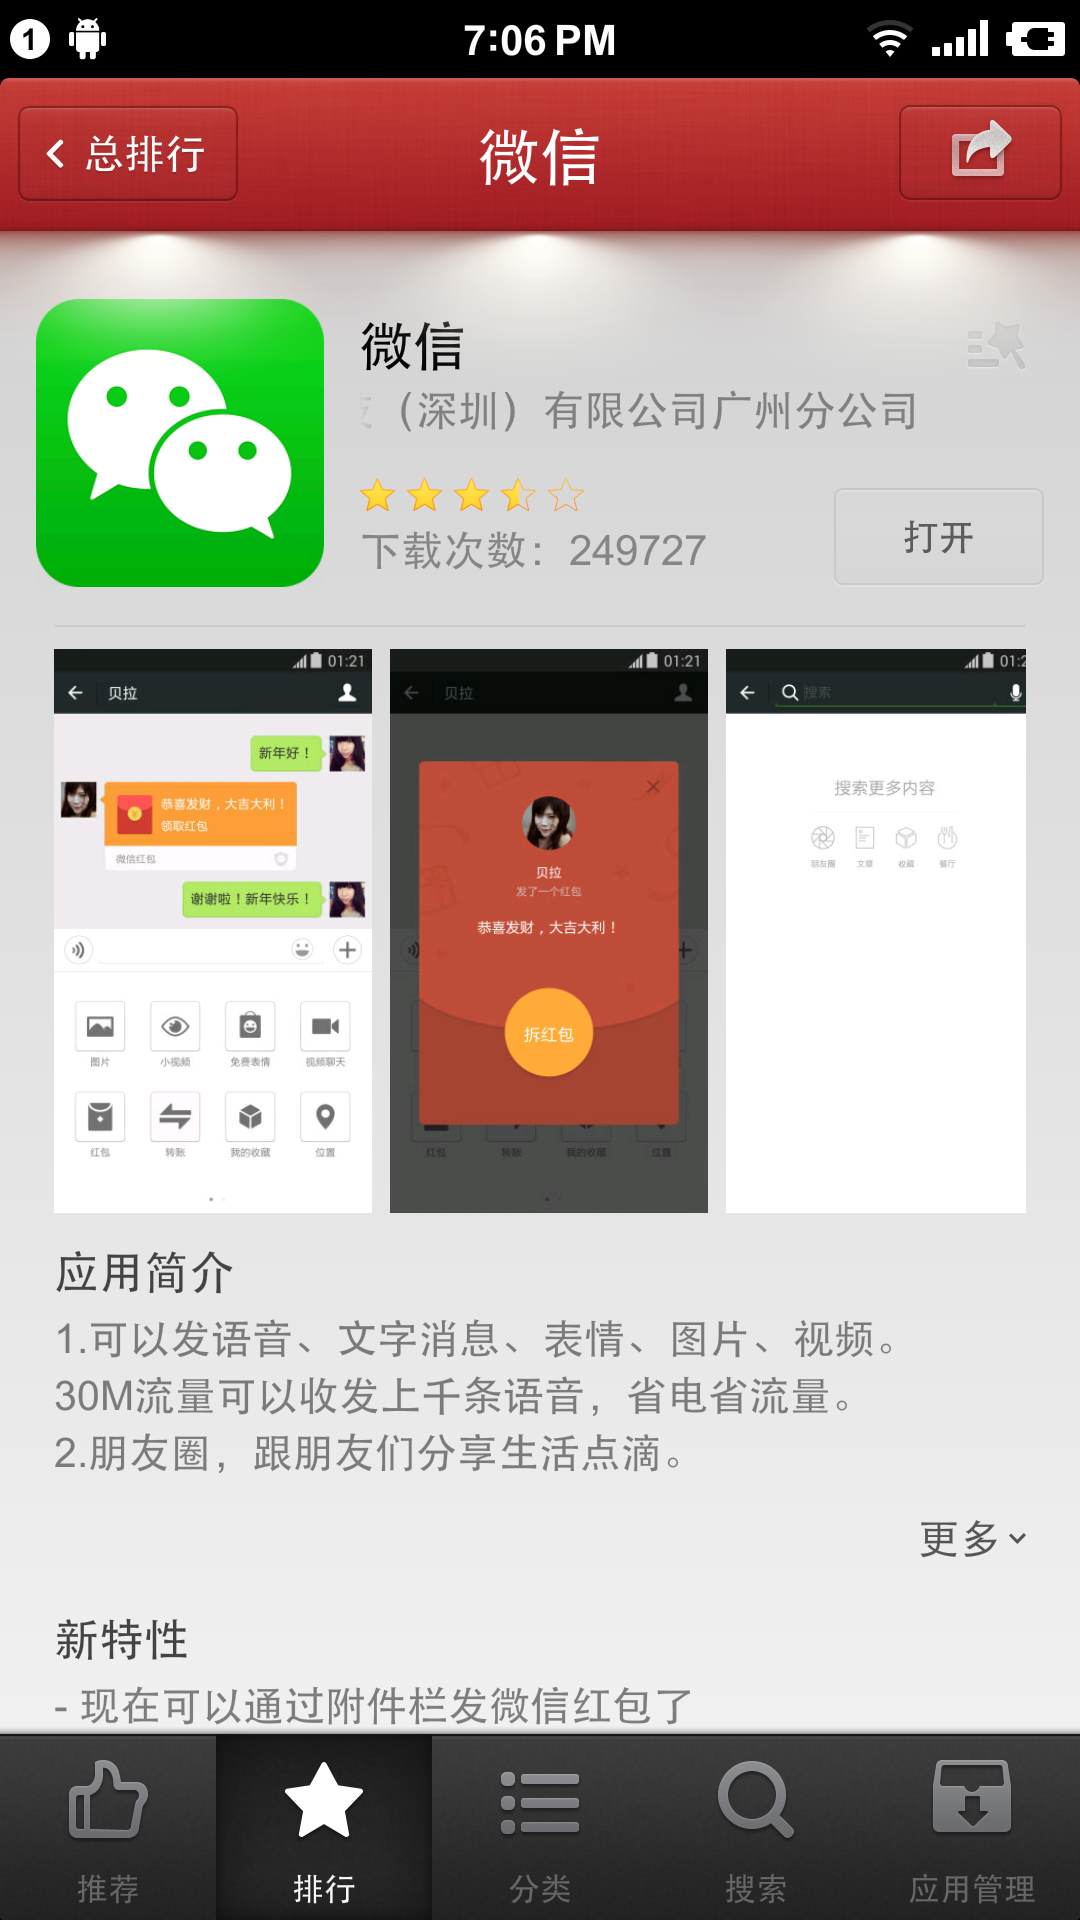 1
7:06 PM
总排行
微信
微信
（深圳）有限公司广州分公司
下载次数：249727
打开
01:21
贝拉
新年好！
恭喜发财，大吉大利！
领取红包
微信红包
谢谢啦！新年快乐！
图片
小视频
免费表情
视频聊天
红包
转账
我的收藏
位置
01:21
贝拉
贝拉
发了一个红包
恭喜发财，大吉大利！
拆红包
红包
转账
我的收藏
位置
01:2
搜索
搜索更多内容
朋友圈
文章
收藏
餐厅
应用简介
1.可以发语音、文字消息、表情、图片、视频。
30M流量可以收发上千条语音，省电省流量。
2.朋友圈，跟朋友们分享生活点滴。
更多
新特性
- 现在可以通过附件栏发微信红包了
推荐
排行
分类
搜索
应用管理